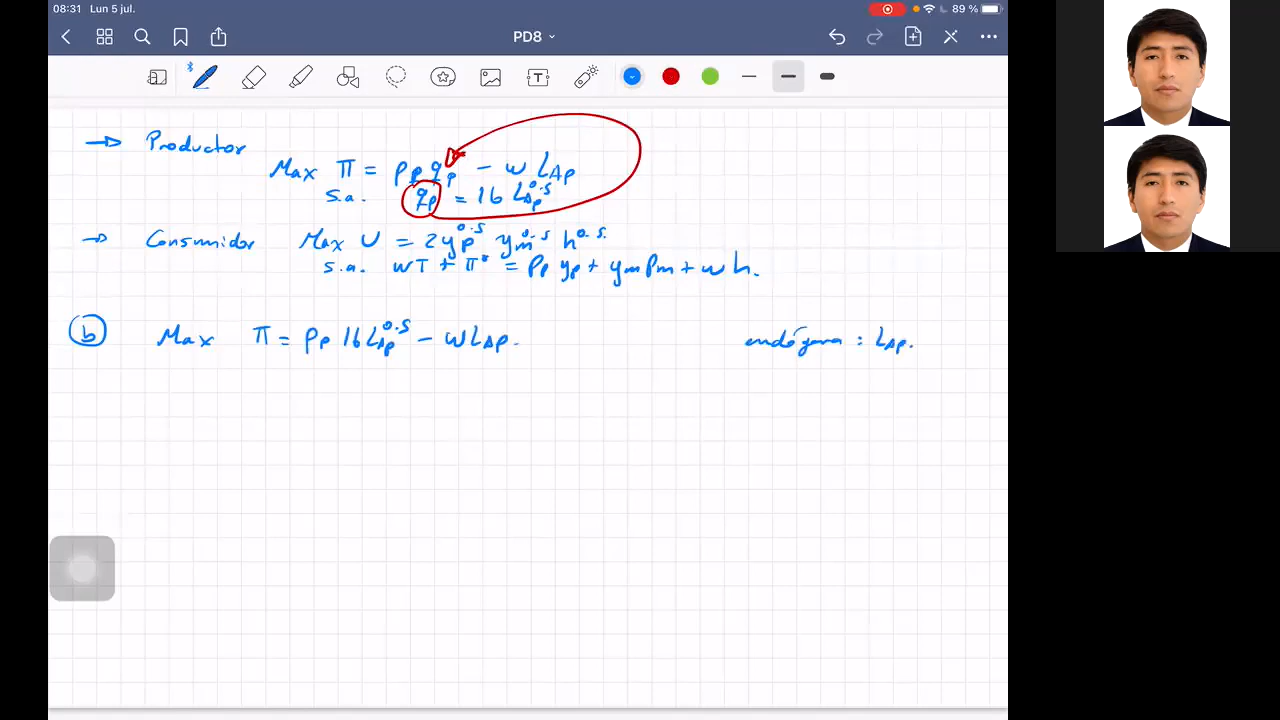 08:31 Lun 5 jul. 89 %
PD8
T
→ Productor
Max π = Pp qp - w LAp
s.a. qp = 16 LAp^0.5
→ Consumidor Max U = 2 yp^0.5 ym^0.5 h^0.5.
s.a. wT + π* = Pp yp + ym Pm + w h.
b Max π = Pp 16 LAp^0.5 - w LAp. endógena : LAp.